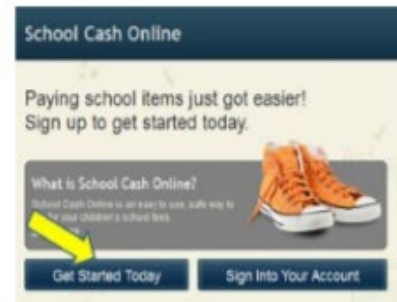 School Cash Online
Paying school items just got easier!
Sign up to get started today.
What is School Cash Online?
School Cash Online is an easy to use, safe way to
for your children's school fees.
Get Started Today
Sign Into Your Account